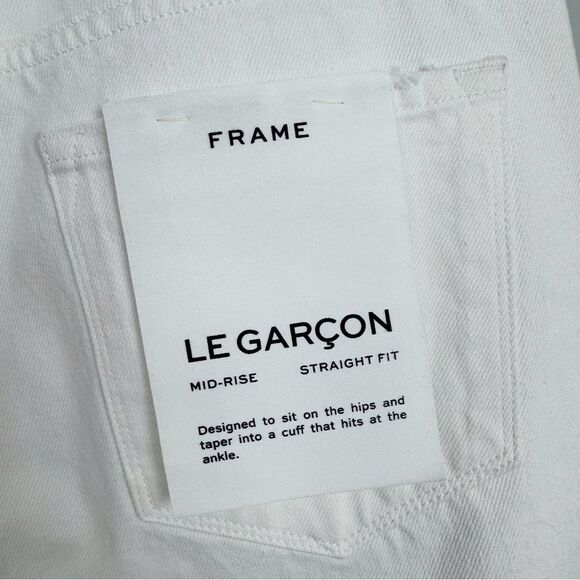 FRAME
LE GARÇON
MID-RISE STRAIGHT FIT
Designed to sit on the hips and
taper into a cuff that hits at the
ankle.